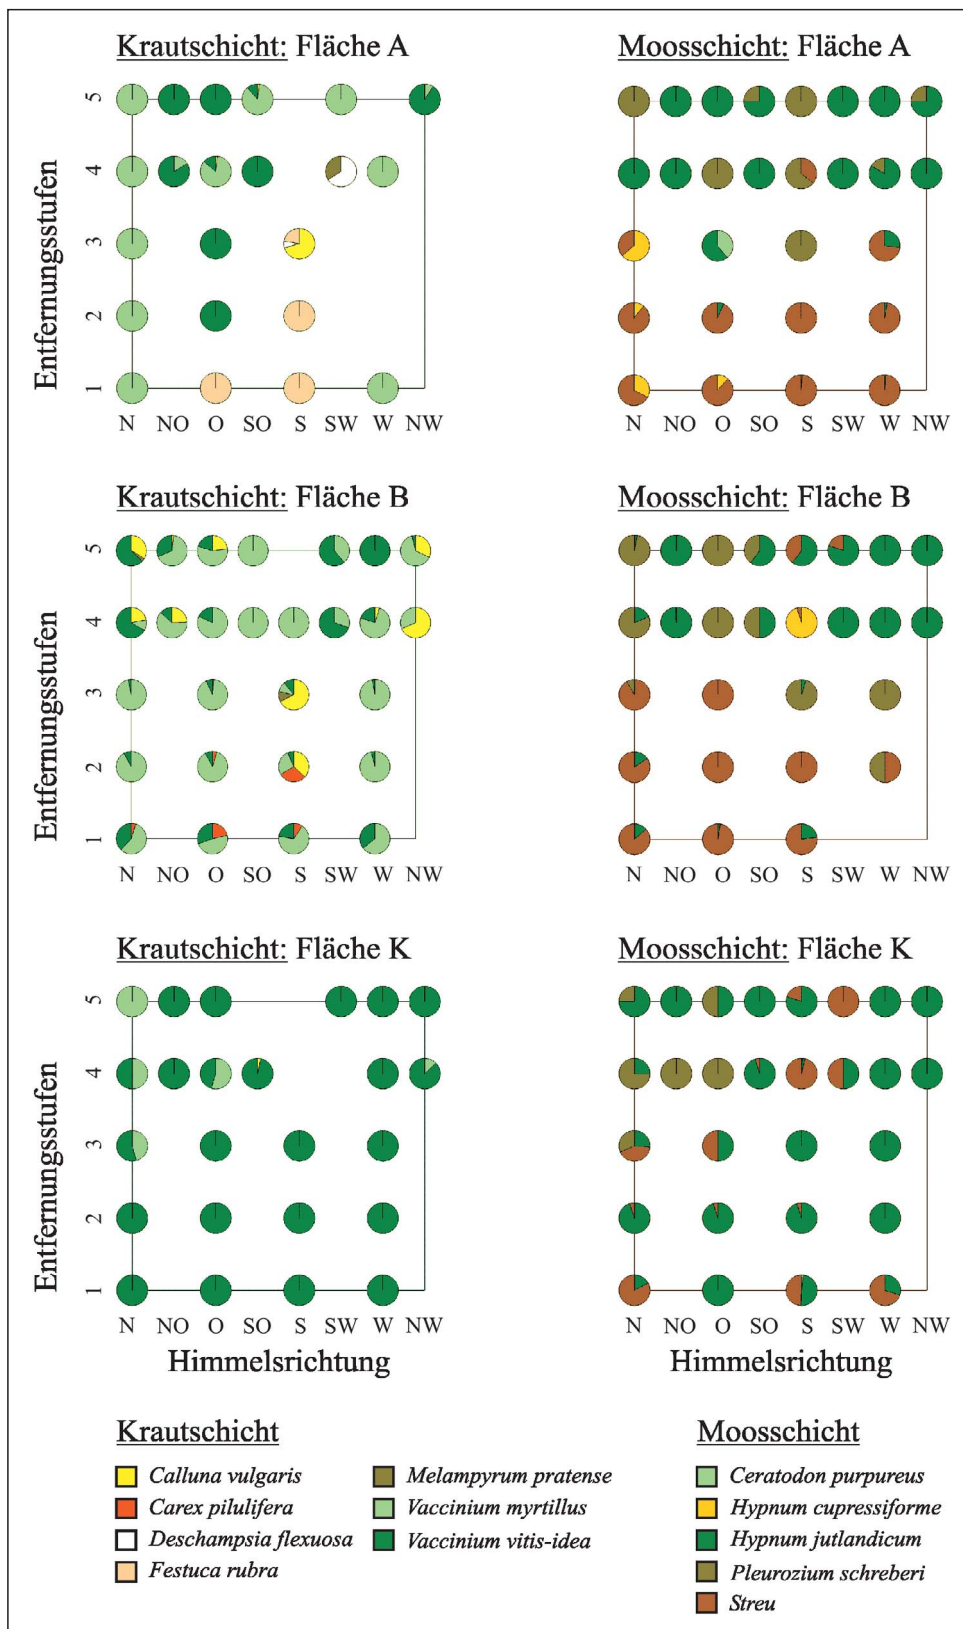 Krautschicht: Fläche A
Moosschicht: Fläche A
Entfernungsstufen
5
4
3
2
1
N NO O SO S SW W NW
N NO O SO S SW W NW
Krautschicht: Fläche B
Moosschicht: Fläche B
Entfernungsstufen
5
4
3
2
1
N NO O SO S SW W NW
N NO O SO S SW W NW
Krautschicht: Fläche K
Moosschicht: Fläche K
Entfernungsstufen
5
4
3
2
1
N NO O SO S SW W NW
N NO O SO S SW W NW
Himmelsrichtung
Himmelsrichtung
Krautschicht
Calluna vulgaris
Carex pilulifera
Deschampsia flexuosa
Festuca rubra
Melampyrum pratense
Vaccinium myrtillus
Vaccinium vitis-idea
Moosschicht
Ceratodon purpureus
Hypnum cupressiforme
Hypnum jutlandicum
Pleurozium schreberi
Streu